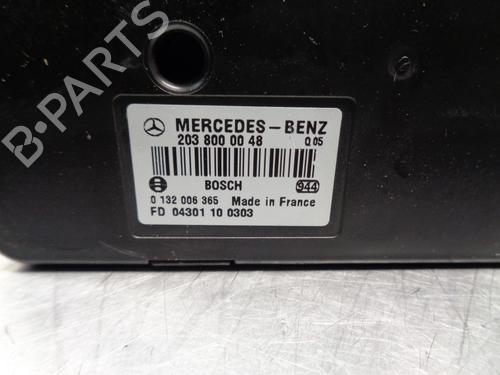 MERCEDES-BENZ
203 800 00 48 Q05
BOSCH 944
0 132 006 365 Made in France
FD 04301 10 0303
B-PARTS